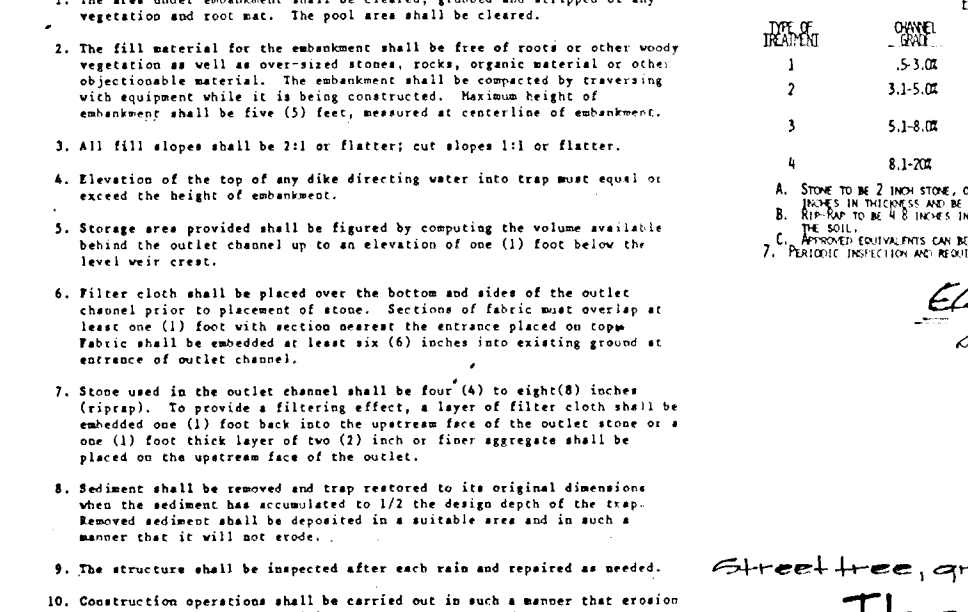 1. The area under embankment shall be cleared, grubbed and stripped of any
vegetation and root mat. The pool area shall be cleared.
2. The fill material for the embankment shall be free of roots or other woody
vegetation as well as over-sized stones, rocks, organic material or other
objectionable material. The embankment shall be compacted by traversing
with equipment while it is being constructed. Maximum height of
embankment shall be five (5) feet, measured at centerline of embankment.
3. All fill slopes shall be 2:1 or flatter; cut slopes 1:1 or flatter.
4. Elevation of the top of any dike directing water into trap must equal or
exceed the height of embankment.
5. Storage area provided shall be figured by computing the volume available
behind the outlet channel up to an elevation of one (1) foot below the
level weir crest.
6. Filter cloth shall be placed over the bottom and sides of the outlet
channel prior to placement of stone. Sections of fabric must overlap at
least one (1) foot with section nearest the entrance placed on top.
Fabric shall be embedded at least six (6) inches into existing ground at
entrance of outlet channel.
7. Stone used in the outlet channel shall be four (4) to eight(8) inches
(riprap). To provide a filtering effect, a layer of filter cloth shall be
embedded one (1) foot back into the upstream face of the outlet stone or a
one (1) foot thick layer of two (2) inch or finer aggregate shall be
placed on the upstream face of the outlet.
8. Sediment shall be removed and trap restored to its original dimensions
when the sediment has accumulated to 1/2 the design depth of the trap.
Removed sediment shall be deposited in a suitable area and in such a
manner that it will not erode.
9. The structure shall be inspected after each rain and repaired as needed.
10. Construction operations shall be carried out in such a manner that erosion
TYPE OF TREATMENT CHANNEL GRADE
1 .5-3.0%
2 3.1-5.0%
3 5.1-8.0%
4 8.1-20%
A. STONE TO BE 2 INCH STONE,
INCHES IN THICKNESS AND BE
B. RIP-RAP TO BE 4 8 INCHES IN
THE SOIL.
C. APPROVED EQUIVALENTS CAN BE
7. PERIODIC INSPECTION AND
Street tree,